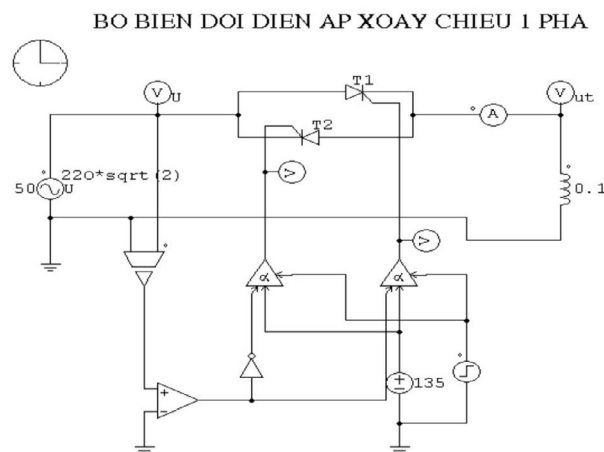 BO BIEN DOI DIEN AP XOAY CHIEU 1 PHA
T1
V U
V ut
A
T2
V
220*sqrt(2)
50 U
0.1
V
α
α
135